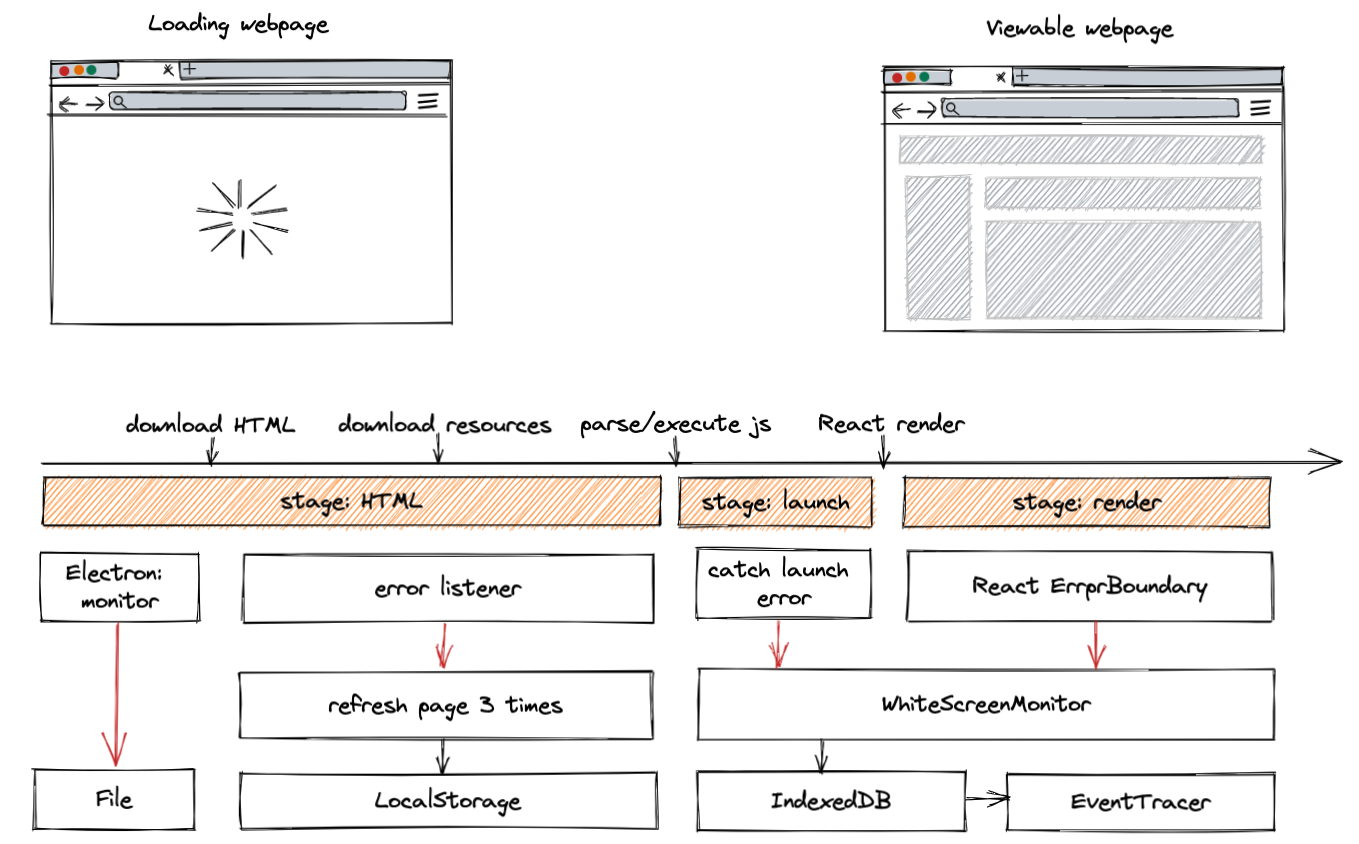 Loading webpage
Viewable webpage
download HTML
download resources
parse/execute js
React render
stage: HTML
stage: launch
stage: render
Electron:
monitor
error listener
catch launch
error
React ErrprBoundary
refresh page 3 times
WhiteScreenMonitor
File
LocalStorage
IndexedDB
EventTracer